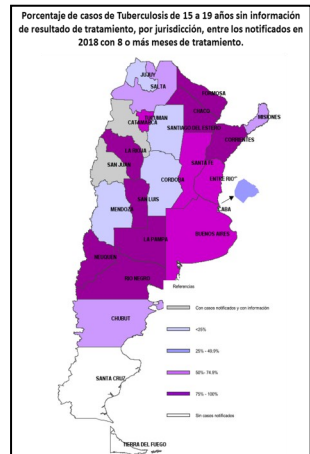 Porcentaje de casos de Tuberculosis de 15 a 19 años sin información
de resultado de tratamiento, por jurisdicción, entre los notificados en
2018 con 8 o más meses de tratamiento.
JUJUY
SALTA
FORMOSA
CHACO
MISIONES
CATAMARCA
TUCUMAN
SANTIAGO DEL ESTERO
CORRIENTES
LA RIOJA
SANTA FE
SAN JUAN
CORDOBA
ENTRE RIO"
SAN LUIS
MENDOZA
CABA
BUENOS AIRES
LA PAMPA
NEUQUEN
RIO NEGRO
Referencias
Con casos notificados y con información
CHUBUT
<25%
25% - 49.9%
50% - 74.9%
SANTA CRUZ
75% - 100%
Sin casos notificados
TIERRA DEL FUEGO